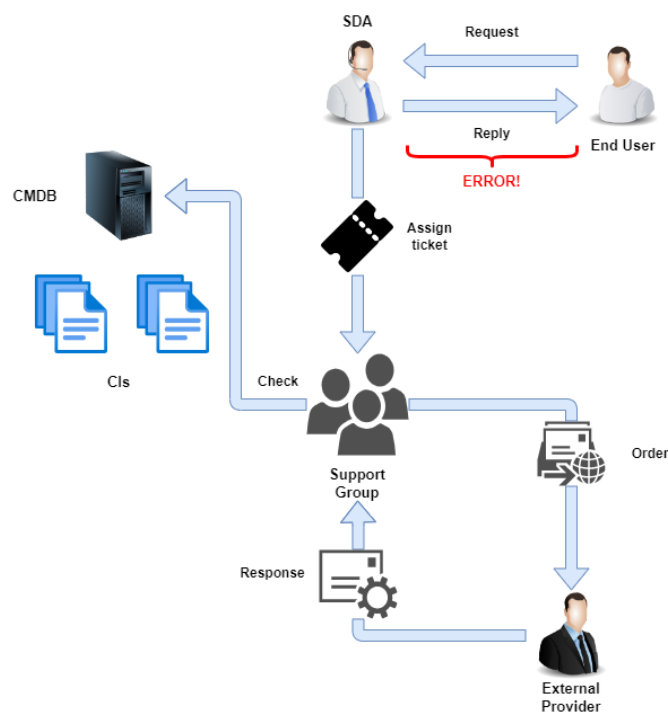 SDA
Request
Reply
End User
ERROR!
CMDB
Assign
ticket
CIs
Check
Support
Group
Order
Response
External
Provider